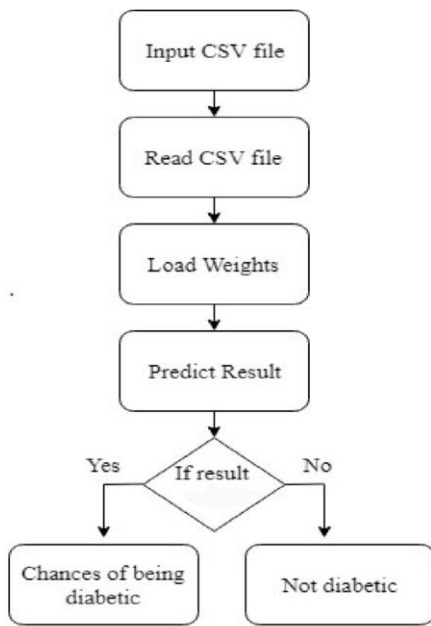 Input CSV file
Read CSV file
Load Weights
Predict Result
Yes
If result
No
Chances of being
diabetic
Not diabetic